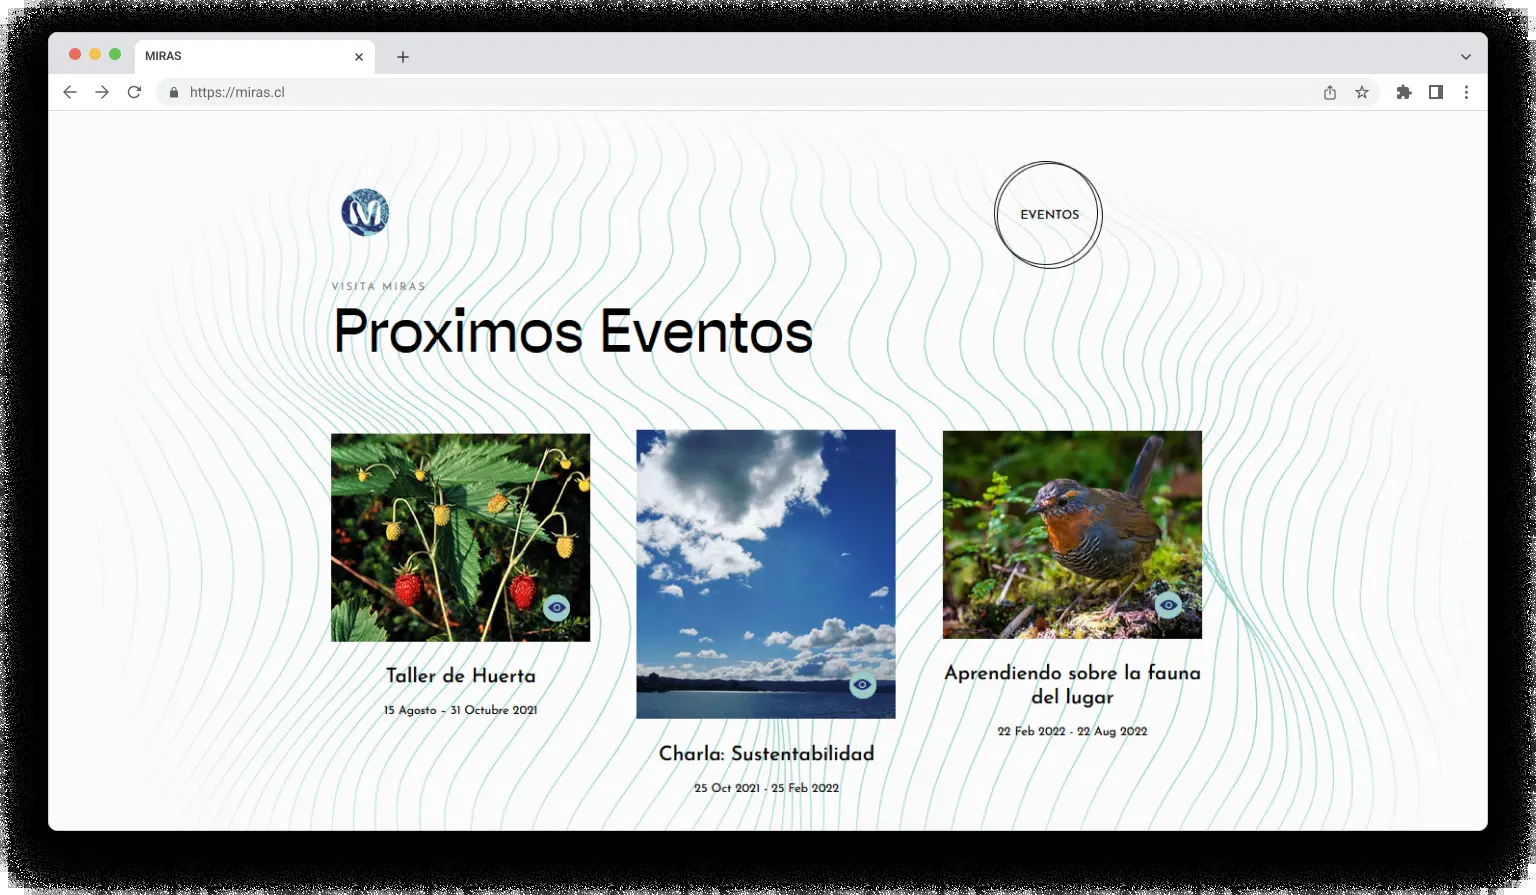 MIRAS
https://miras.cl
M
EVENTOS
VISITA MIRAS
Proximos Eventos
Taller de Huerta
15 Agosto – 31 Octubre 2021
Charla: Sustentabilidad
25 Oct 2021 - 25 Feb 2022
Aprendiendo sobre la fauna
del lugar
22 Feb 2022 - 22 Aug 2022